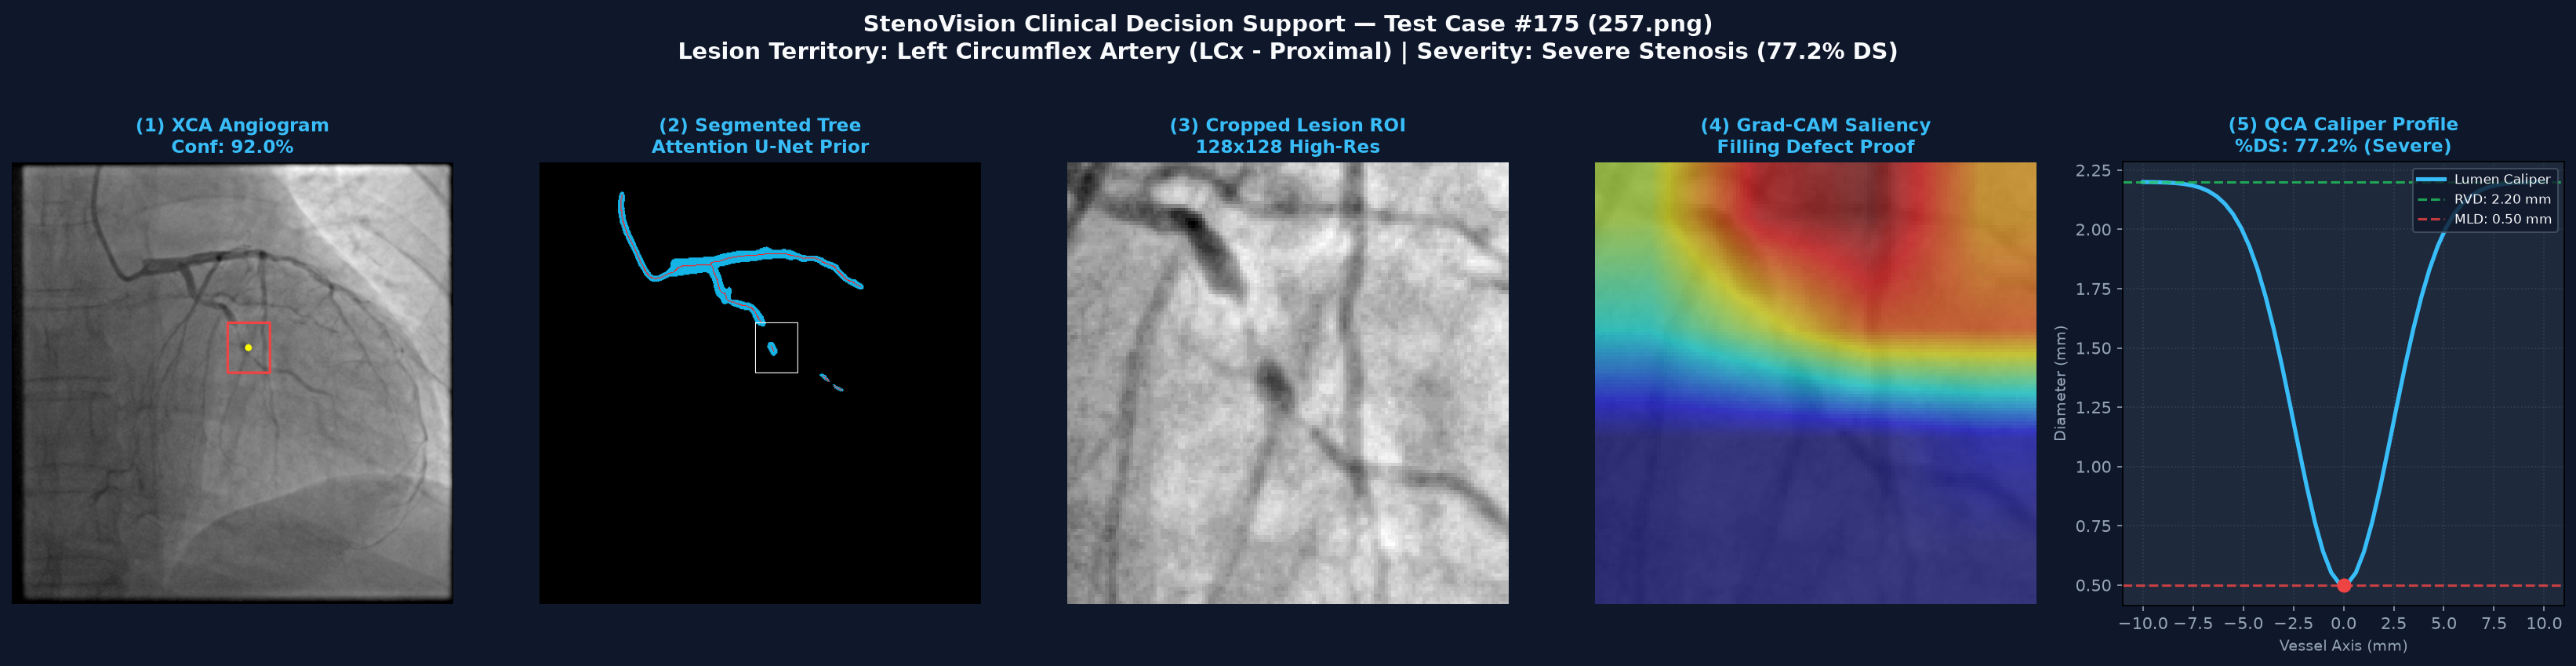 StenoVision Clinical Decision Support — Test Case #175 (257.png)
Lesion Territory: Left Circumflex Artery (LCx - Proximal) | Severity: Severe Stenosis (77.2% DS)
(1) XCA Angiogram
Conf: 92.0%
(2) Segmented Tree
Attention U-Net Prior
(3) Cropped Lesion ROI
128x128 High-Res
(4) Grad-CAM Saliency
Filling Defect Proof
(5) QCA Caliper Profile
%DS: 77.2% (Severe)
Lumen Caliper
RVD: 2.20 mm
MLD: 0.50 mm
Diameter (mm)
2.25
2.00
1.75
1.50
1.25
1.00
0.75
0.50
−10.0 −7.5 −5.0 −2.5 0.0 2.5 5.0 7.5 10.0
Vessel Axis (mm)